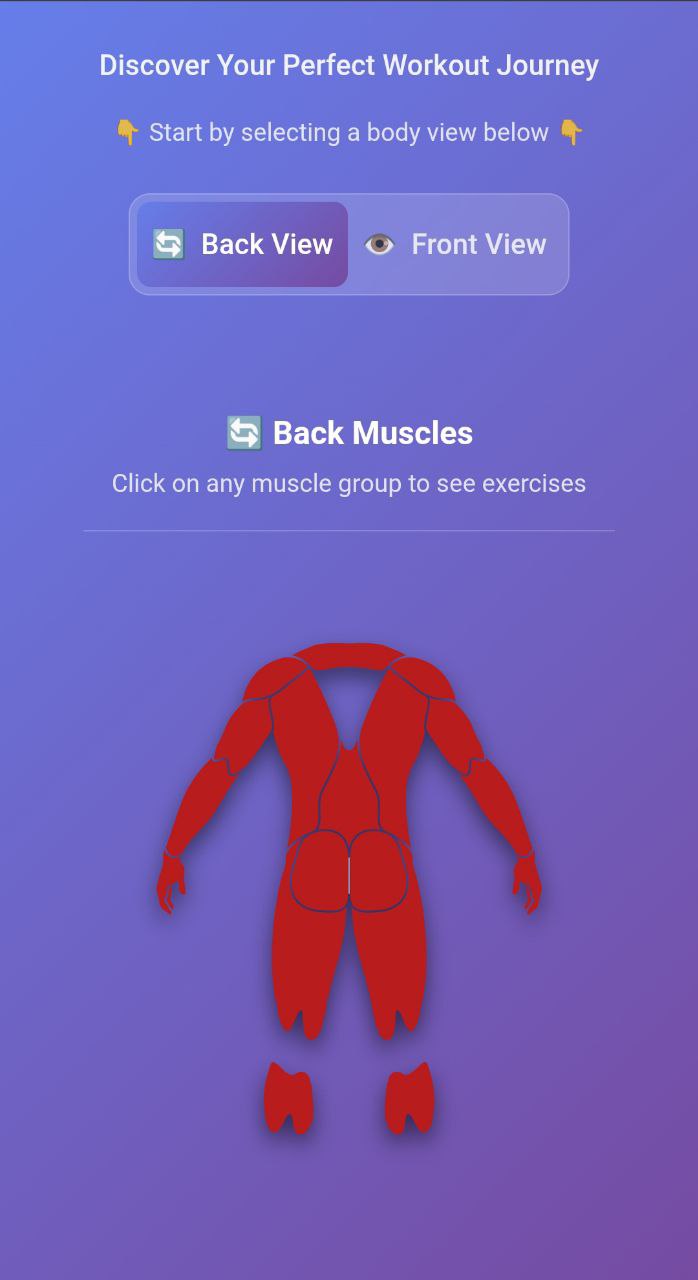 Discover Your Perfect Workout Journey
👇 Start by selecting a body view below 👇
🔄 Back View 👁️ Front View
🔄 Back Muscles
Click on any muscle group to see exercises